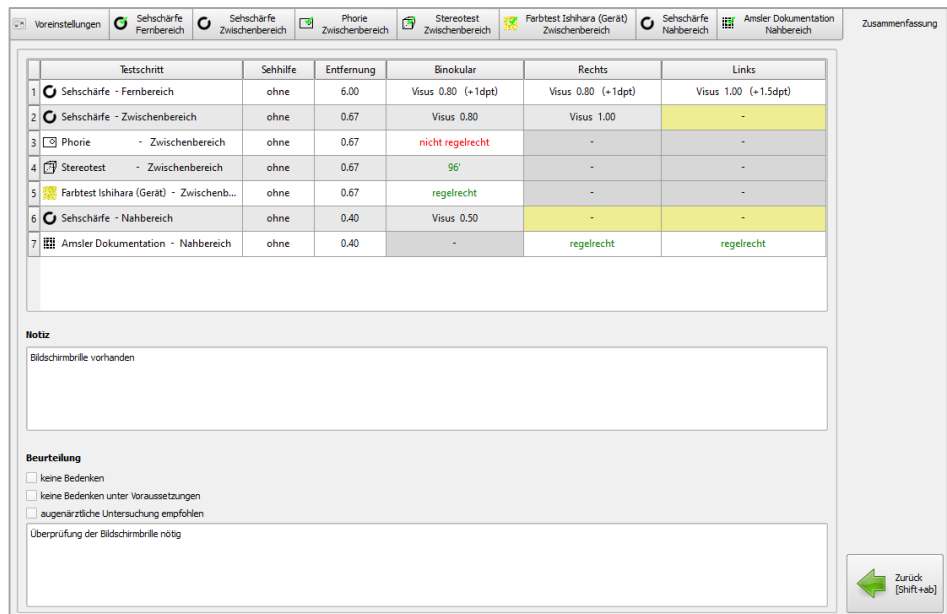 Voreinstellungen
Sehschärfe
Fernbereich
Sehschärfe
Zwischenbereich
Phorie
Zwischenbereich
Stereotest
Zwischenbereich
Farbtest Ishihara (Gerät)
Zwischenbereich
Sehschärfe
Nahbereich
Amsler Dokumentation
Nahbereich
Zusammenfassung
Testschritt Sehhilfe Entfernung Binokular Rechts Links
1 Sehschärfe - Fernbereich ohne 6.00 Visus 0.80 (+1dpt) Visus 0.80 (+1dpt) Visus 1.00 (+1.5dpt)
2 Sehschärfe - Zwischenbereich ohne 0.67 Visus 0.80 Visus 1.00 -
3 Phorie - Zwischenbereich ohne 0.67 nicht regelrecht - -
4 Stereotest - Zwischenbereich ohne 0.67 96' - -
5 Farbtest Ishihara (Gerät) - Zwischenb... ohne 0.67 regelrecht - -
6 Sehschärfe - Nahbereich ohne 0.40 Visus 0.50 - -
7 Amsler Dokumentation - Nahbereich ohne 0.40 - regelrecht regelrecht
Notiz
Bildschirmbrille vorhanden
Beurteilung
keine Bedenken
keine Bedenken unter Voraussetzungen
augenärztliche Untersuchung empfohlen
Überprüfung der Bildschirmbrille nötig
Zurück
[Shift+ab]